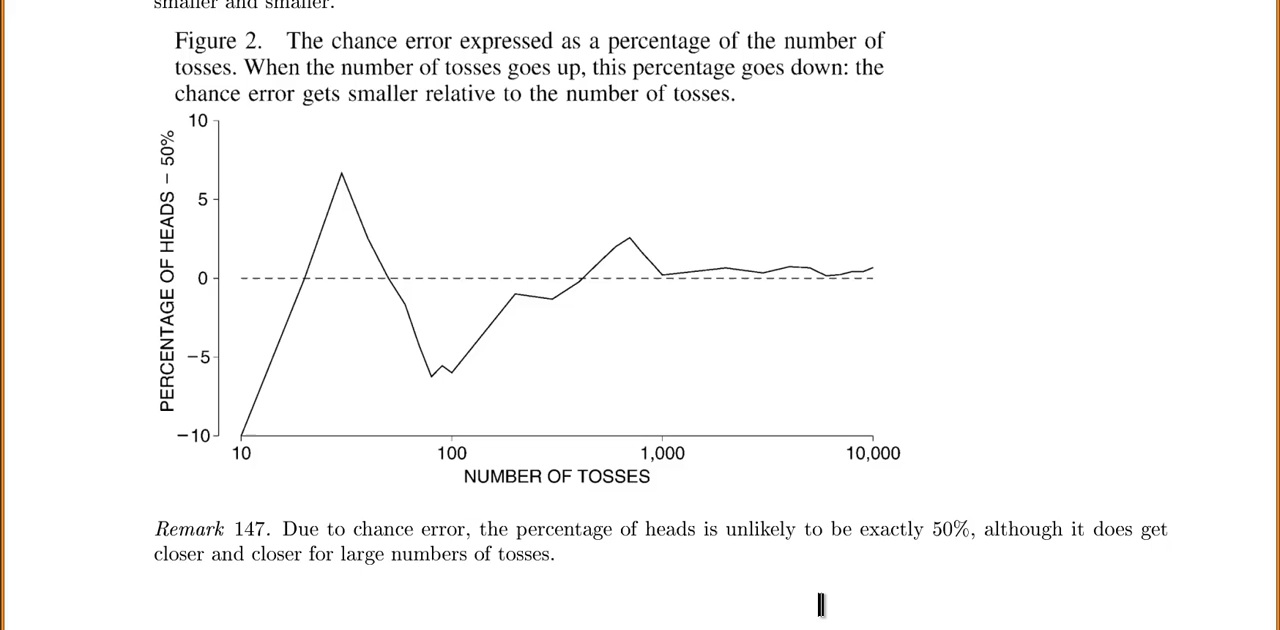 smaller and smaller.
Figure 2. The chance error expressed as a percentage of the number of
tosses. When the number of tosses goes up, this percentage goes down: the
chance error gets smaller relative to the number of tosses.
PERCENTAGE OF HEADS − 50%
10
5
0
−5
−10
10 100 1,000 10,000
NUMBER OF TOSSES
Remark 147. Due to chance error, the percentage of heads is unlikely to be exactly 50%, although it does get
closer and closer for large numbers of tosses.